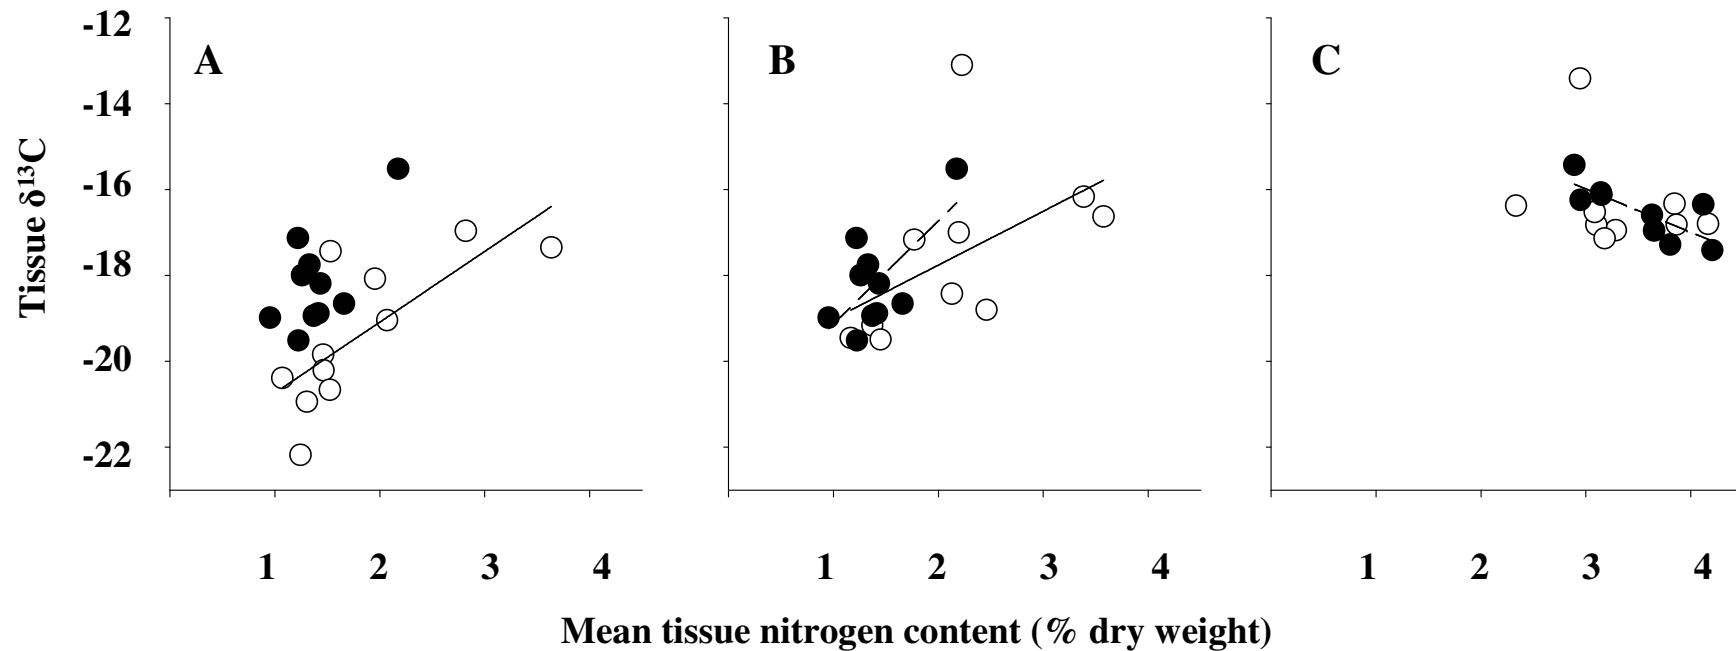 -12
-14
-16
-18
-20
-22
Tissue δ¹³C
A
B
C
1 2 3 4
1 2 3 4
1 2 3 4
Mean tissue nitrogen content (% dry weight)